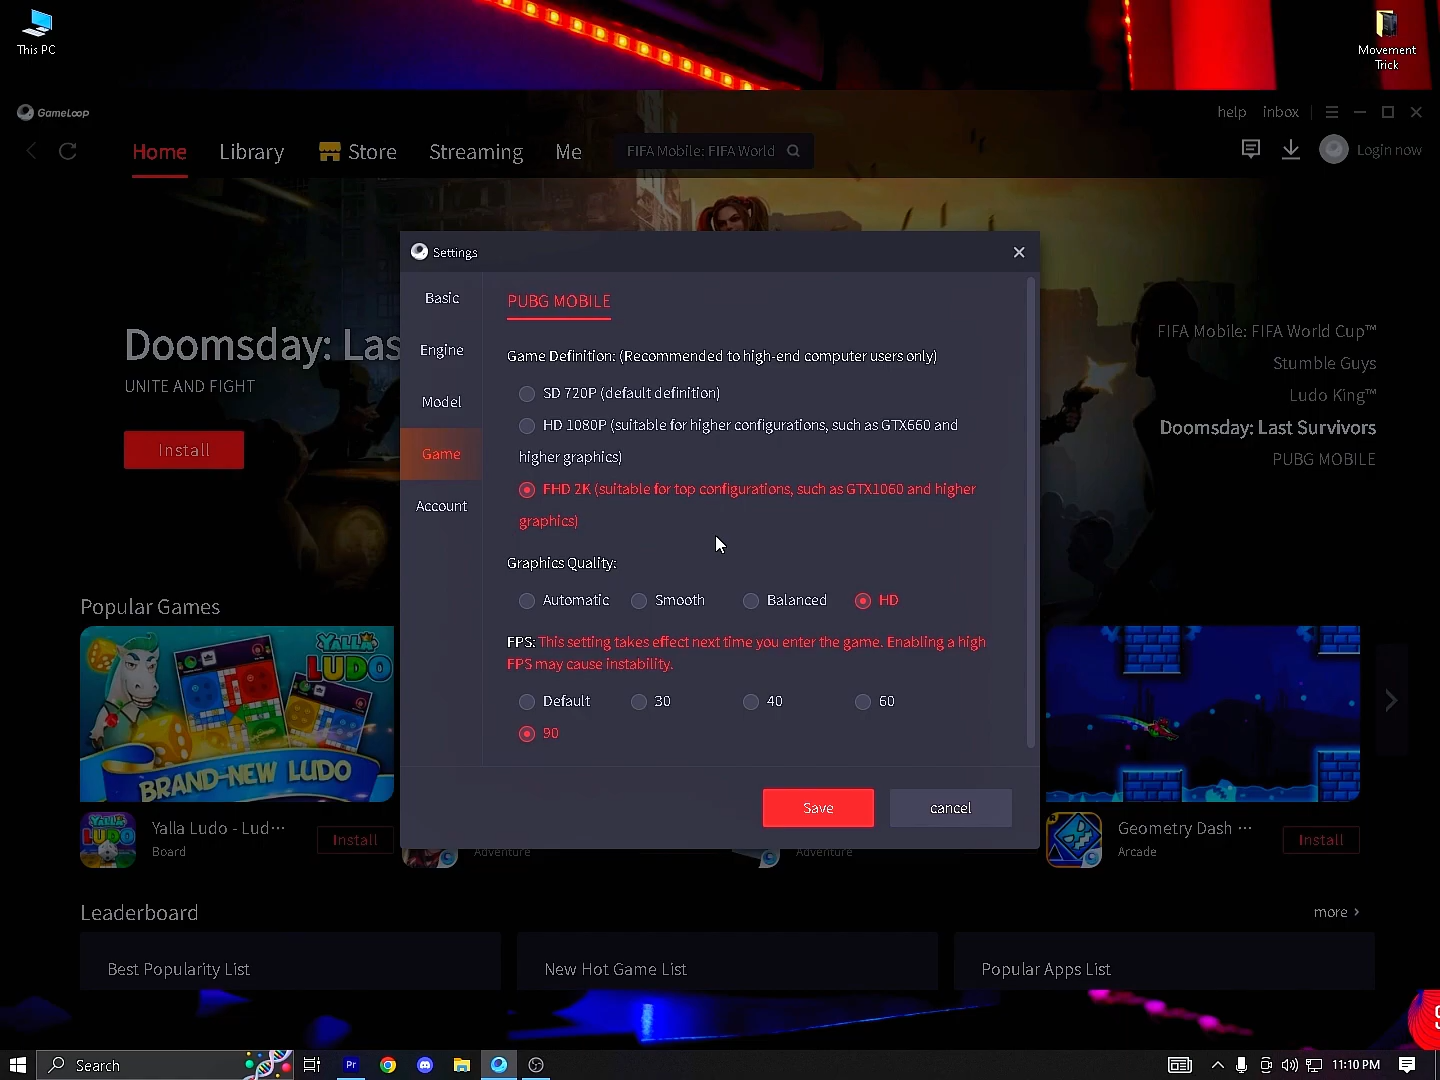 This PC
Movement
Trick
GameLoop
help
inbox
Home
Library
Store
Streaming
Me
FIFA Mobile: FIFA World
Login now
Settings
Basic
Engine
Model
Game
Account
PUBG MOBILE
Game Definition: (Recommended to high-end computer users only)
SD 720P (default definition)
HD 1080P (suitable for higher configurations, such as GTX660 and
higher graphics)
FHD 2K (suitable for top configurations, such as GTX1060 and higher
graphics)
Graphics Quality:
Automatic
Smooth
Balanced
HD
FPS: This setting takes effect next time you enter the game. Enabling a high
FPS may cause instability.
Default
30
40
60
90
Save
cancel
Doomsday: Las
UNITE AND FIGHT
Install
FIFA Mobile: FIFA World Cup™
Stumble Guys
Ludo King™
Doomsday: Last Survivors
PUBG MOBILE
Popular Games
YALLA
LUDO
BRAND-NEW LUDO
YALLA
LUDO
Yalla Ludo - Lud···
Board
Install
Adventure
Adventure
Geometry Dash ···
Arcade
Install
Leaderboard
more
Best Popularity List
New Hot Game List
Popular Apps List
Search
Pr
11:10 PM